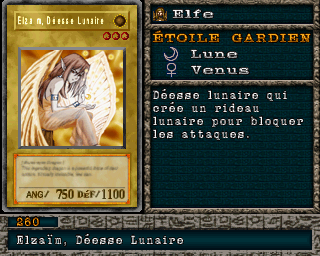 Elzaïm, Déesse Lunaire
ANG/ 750 DÉF/1100
Elfe
ÉTOILE GARDIEN
Lune
Venus
Déesse lunaire qui
crée un rideau
lunaire pour bloquer
les attaques.
260
Elzaïm, Déesse Lunaire